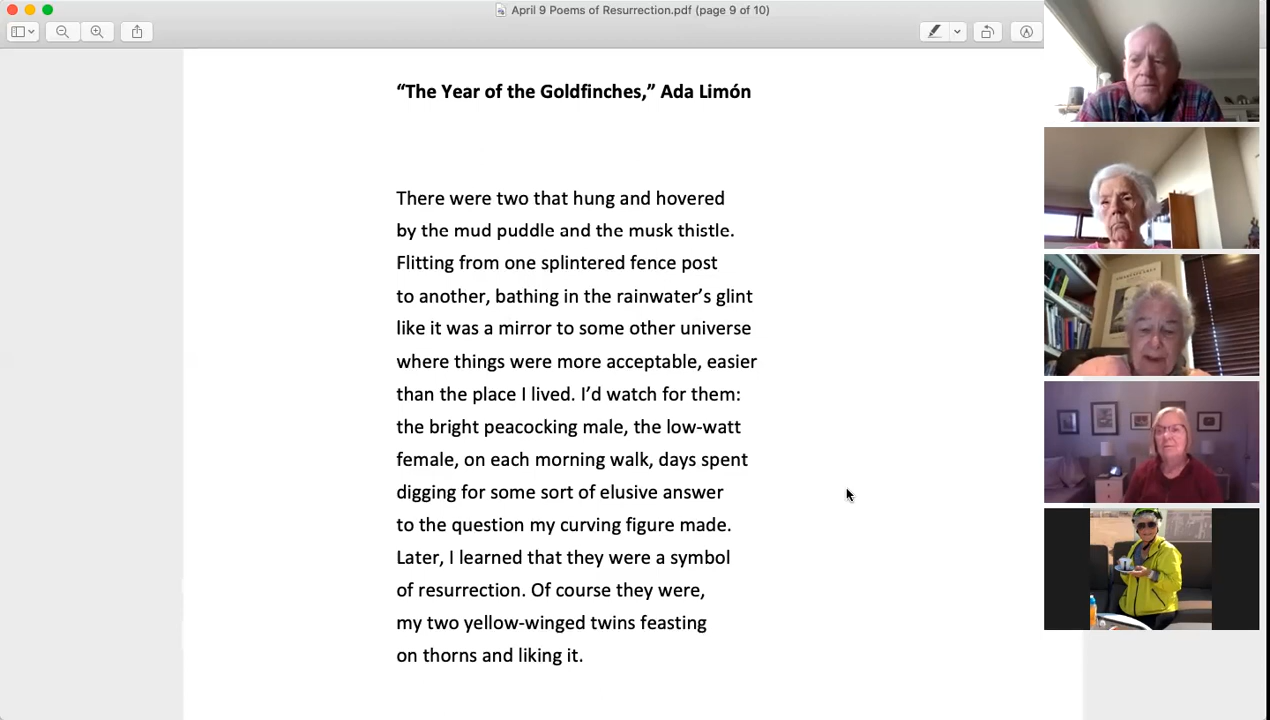 April 9 Poems of Resurrection.pdf (page 9 of 10)
“The Year of the Goldfinches,” Ada Limón
There were two that hung and hovered
by the mud puddle and the musk thistle.
Flitting from one splintered fence post
to another, bathing in the rainwater’s glint
like it was a mirror to some other universe
where things were more acceptable, easier
than the place I lived. I’d watch for them:
the bright peacocking male, the low-watt
female, on each morning walk, days spent
digging for some sort of elusive answer
to the question my curving figure made.
Later, I learned that they were a symbol
of resurrection. Of course they were,
my two yellow-winged twins feasting
on thorns and liking it.